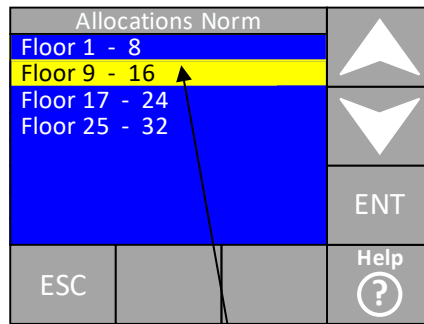 Allocations Norm
Floor 1 - 8
Floor 9 - 16
Floor 17 - 24
Floor 25 - 32
ENT
ESC
Help
?